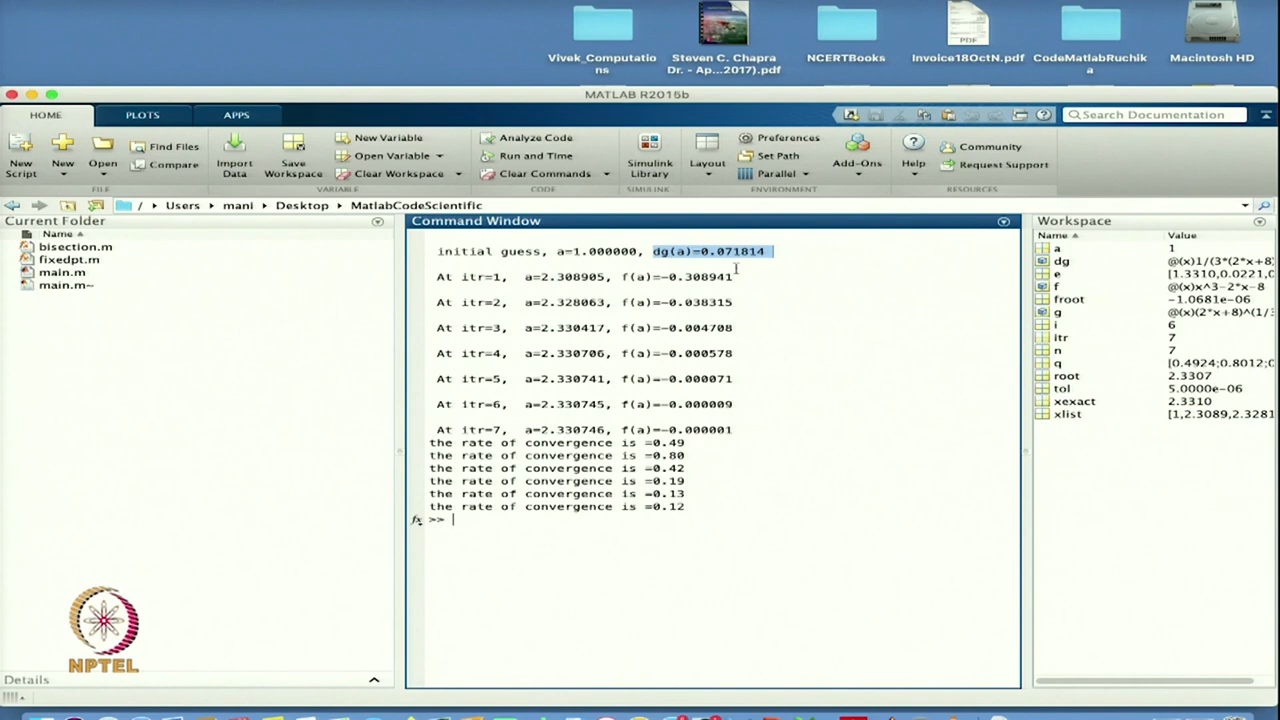 Vivek_Computatio
ns
Steven C. Chapra
Dr. - Ap...2017).pdf
NCERTBooks
Invoice18OctN.pdf
CodeMatlabRuchik
a
Macintosh HD
PDF
MATLAB R2015b
HOME
PLOTS
APPS
Search Documentation
New
Script
New
Open
Find Files
Compare
Import
Data
Save
Workspace
New Variable
Open Variable
Clear Workspace
Analyze Code
Run and Time
Clear Commands
Simulink
Library
Layout
Preferences
Set Path
Parallel
Add-Ons
Help
Community
Request Support
FILE
VARIABLE
CODE
SIMULINK
ENVIRONMENT
RESOURCES
/ Users mani Desktop MatlabCodeScientific
Current Folder
Name
bisection.m
fixedpt.m
main.m
main.m~
Details
Command Window
initial guess, a=1.000000, dg(a)=0.071814
At itr=1, a=2.308905, f(a)=-0.308941
At itr=2, a=2.328063, f(a)=-0.038315
At itr=3, a=2.330417, f(a)=-0.004708
At itr=4, a=2.330706, f(a)=-0.000578
At itr=5, a=2.330741, f(a)=-0.000071
At itr=6, a=2.330745, f(a)=-0.000009
At itr=7, a=2.330746, f(a)=-0.000001
the rate of convergence is =0.49
the rate of convergence is =0.80
the rate of convergence is =0.42
the rate of convergence is =0.19
the rate of convergence is =0.13
the rate of convergence is =0.12
fx >>
Workspace
Name Value
a 1
dg @(x)1/(3*(2*x+8)
e [1.3310;0.0221;0
f @(x)x^3-2*x-8
froot -1.0681e-06
g @(x)(2*x+8)^(1/3
i 6
itr 7
n 7
q [0.4924;0.8012;0
root 2.3307
tol 5.0000e-06
xexact 2.3310
xlist [1,2.3089,2.3281
NPTEL